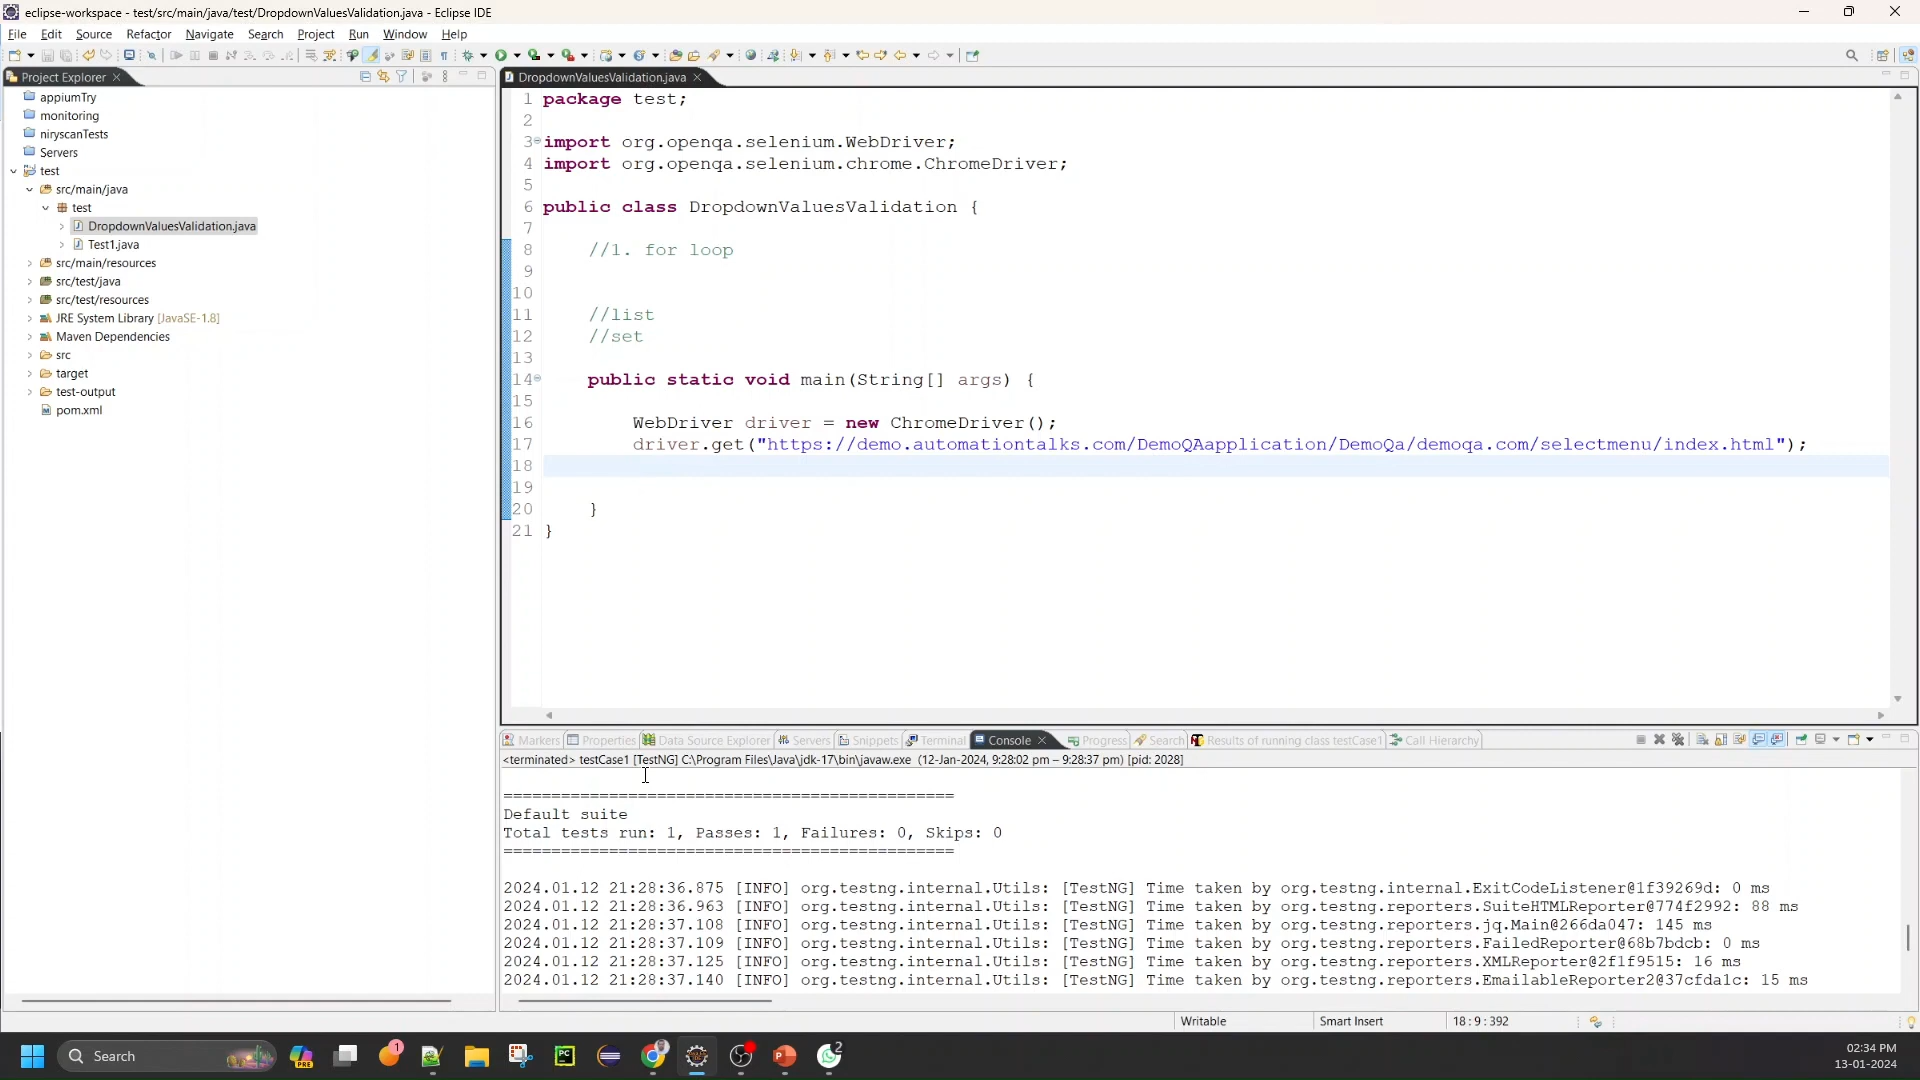 eclipse-workspace - test/src/main/java/test/DropdownValuesValidation.java - Eclipse IDE
File Edit Source Refactor Navigate Search Project Run Window Help
Project Explorer
appiumTry
monitoring
niryscanTests
Servers
test
src/main/java
test
DropdownValuesValidation.java
Test1.java
src/main/resources
src/test/java
src/test/resources
JRE System Library [JavaSE-1.8]
Maven Dependencies
src
target
test-output
pom.xml
DropdownValuesValidation.java
1 package test;
2
3 import org.openqa.selenium.WebDriver;
4 import org.openqa.selenium.chrome.ChromeDriver;
5
6 public class DropdownValuesValidation {
7
8 //1. for loop
9
10
11 //list
12 //set
13
14 public static void main(String[] args) {
15
16 WebDriver driver = new ChromeDriver();
17 driver.get("https://demo.automationtalks.com/DemoQAapplication/DemoQa/demoqa.com/selectmenu/index.html");
18
19
20 }
21 }
Markers Properties Data Source Explorer Servers Snippets Terminal Console Progress Search Results of running class testCase1 Call Hierarchy
<terminated> testCase1 [TestNG] C:\Program Files\Java\jdk-17\bin\javaw.exe (12-Jan-2024, 9:28:02 pm – 9:28:37 pm) [pid: 2028]
===============================================
Default suite
Total tests run: 1, Passes: 1, Failures: 0, Skips: 0
===============================================
2024.01.12 21:28:36.875 [INFO] org.testng.internal.Utils: [TestNG] Time taken by org.testng.internal.ExitCodeListener@1f39269d: 0 ms
2024.01.12 21:28:36.963 [INFO] org.testng.internal.Utils: [TestNG] Time taken by org.testng.reporters.SuiteHTMLReporter@774f2992: 88 ms
2024.01.12 21:28:37.108 [INFO] org.testng.internal.Utils: [TestNG] Time taken by org.testng.reporters.jq.Main@266da047: 145 ms
2024.01.12 21:28:37.109 [INFO] org.testng.internal.Utils: [TestNG] Time taken by org.testng.reporters.FailedReporter@68b7bdcb: 0 ms
2024.01.12 21:28:37.125 [INFO] org.testng.internal.Utils: [TestNG] Time taken by org.testng.reporters.XMLReporter@2f1f9515: 16 ms
2024.01.12 21:28:37.140 [INFO] org.testng.internal.Utils: [TestNG] Time taken by org.testng.reporters.EmailableReporter2@37cfda1c: 15 ms
Writable Smart Insert 18 : 9 : 392
Search
PRE
1
PC
2
02:34 PM
13-01-2024